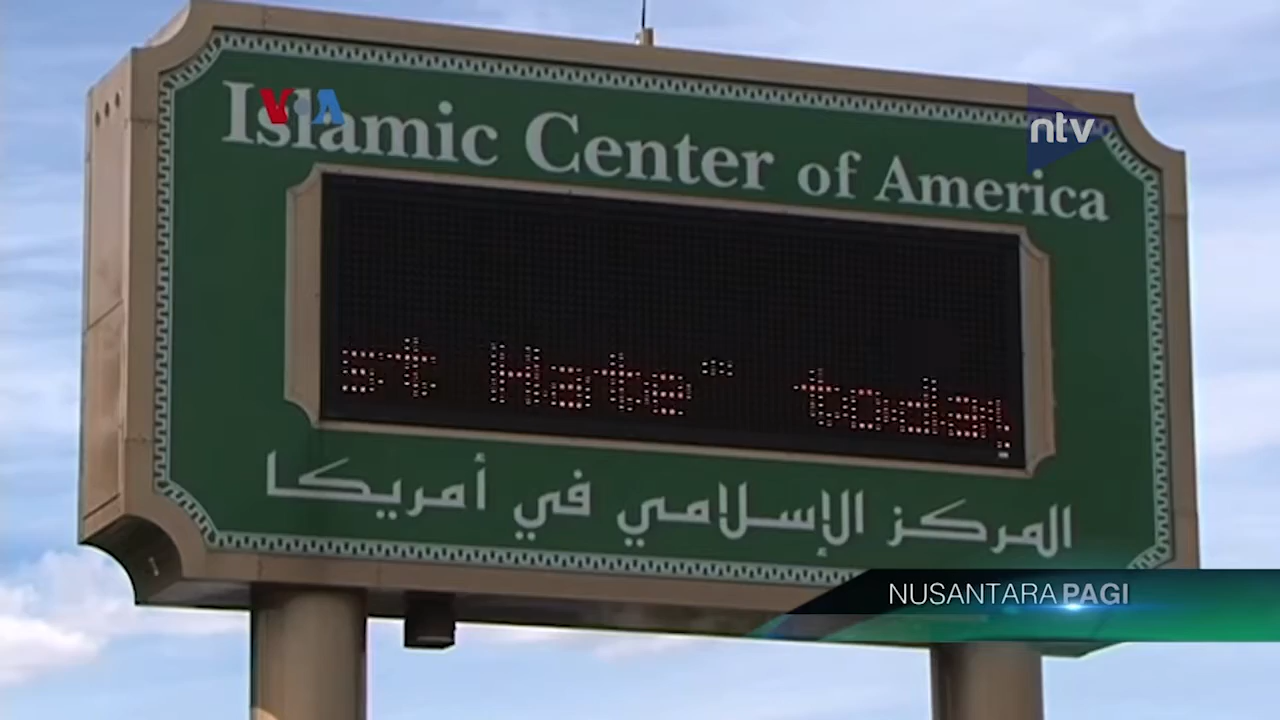 Islamic Center of America
VOA
ntv
st Hate" today
المركز الإسلامي في أمريكا
NUSANTARA PAGI